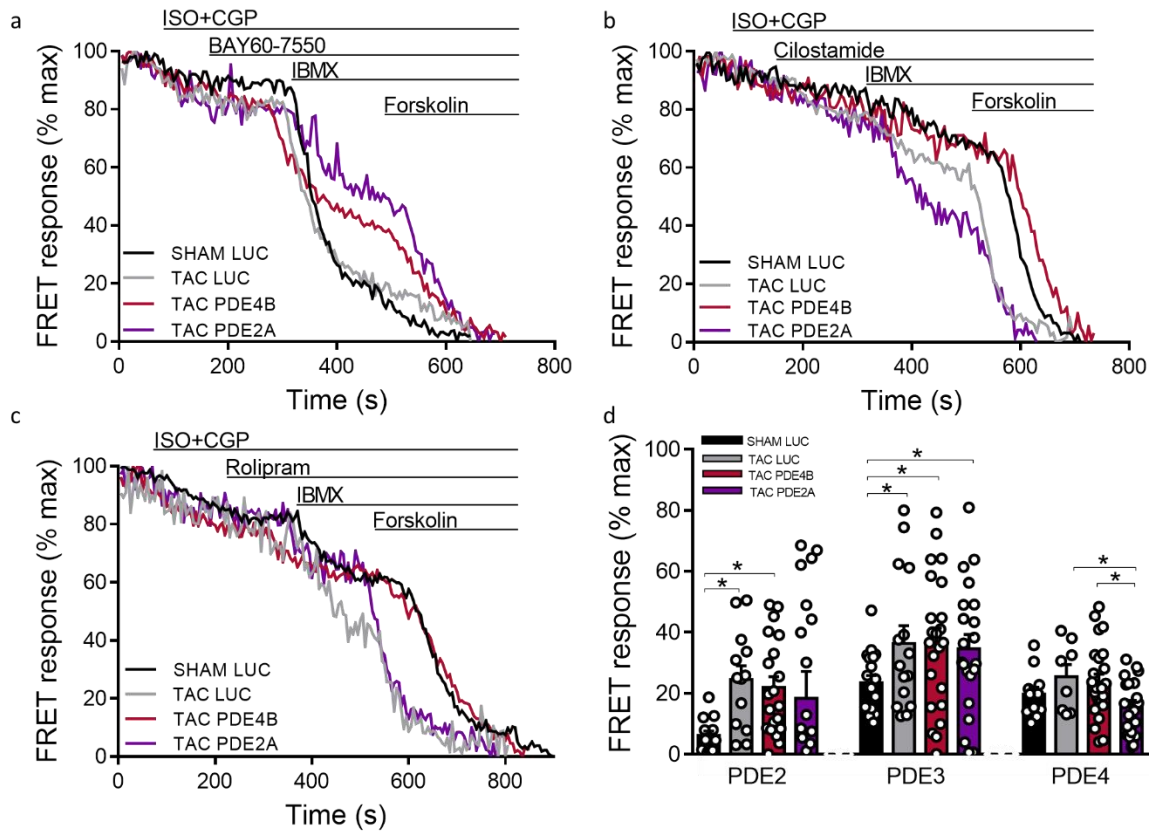 a
ISO+CGP
BAY60-7550
IBMX
Forskolin
100
80
60
40
20
0
FRET response (% max)
SHAM LUC
TAC LUC
TAC PDE4B
TAC PDE2A
0 200 400 600 800
Time (s)
b
ISO+CGP
Cilostamide
IBMX
Forskolin
100
80
60
40
20
0
FRET response (% max)
SHAM LUC
TAC LUC
TAC PDE4B
TAC PDE2A
0 200 400 600 800
Time (s)
c
ISO+CGP
Rolipram
IBMX
Forskolin
100
80
60
40
20
0
FRET response (% max)
SHAM LUC
TAC LUC
TAC PDE4B
TAC PDE2A
0 200 400 600 800
Time (s)
d
SHAM LUC
TAC LUC
TAC PDE4B
TAC PDE2A
100
80
60
40
20
0
FRET response (% max)
* *
* * *
* *
PDE2 PDE3 PDE4